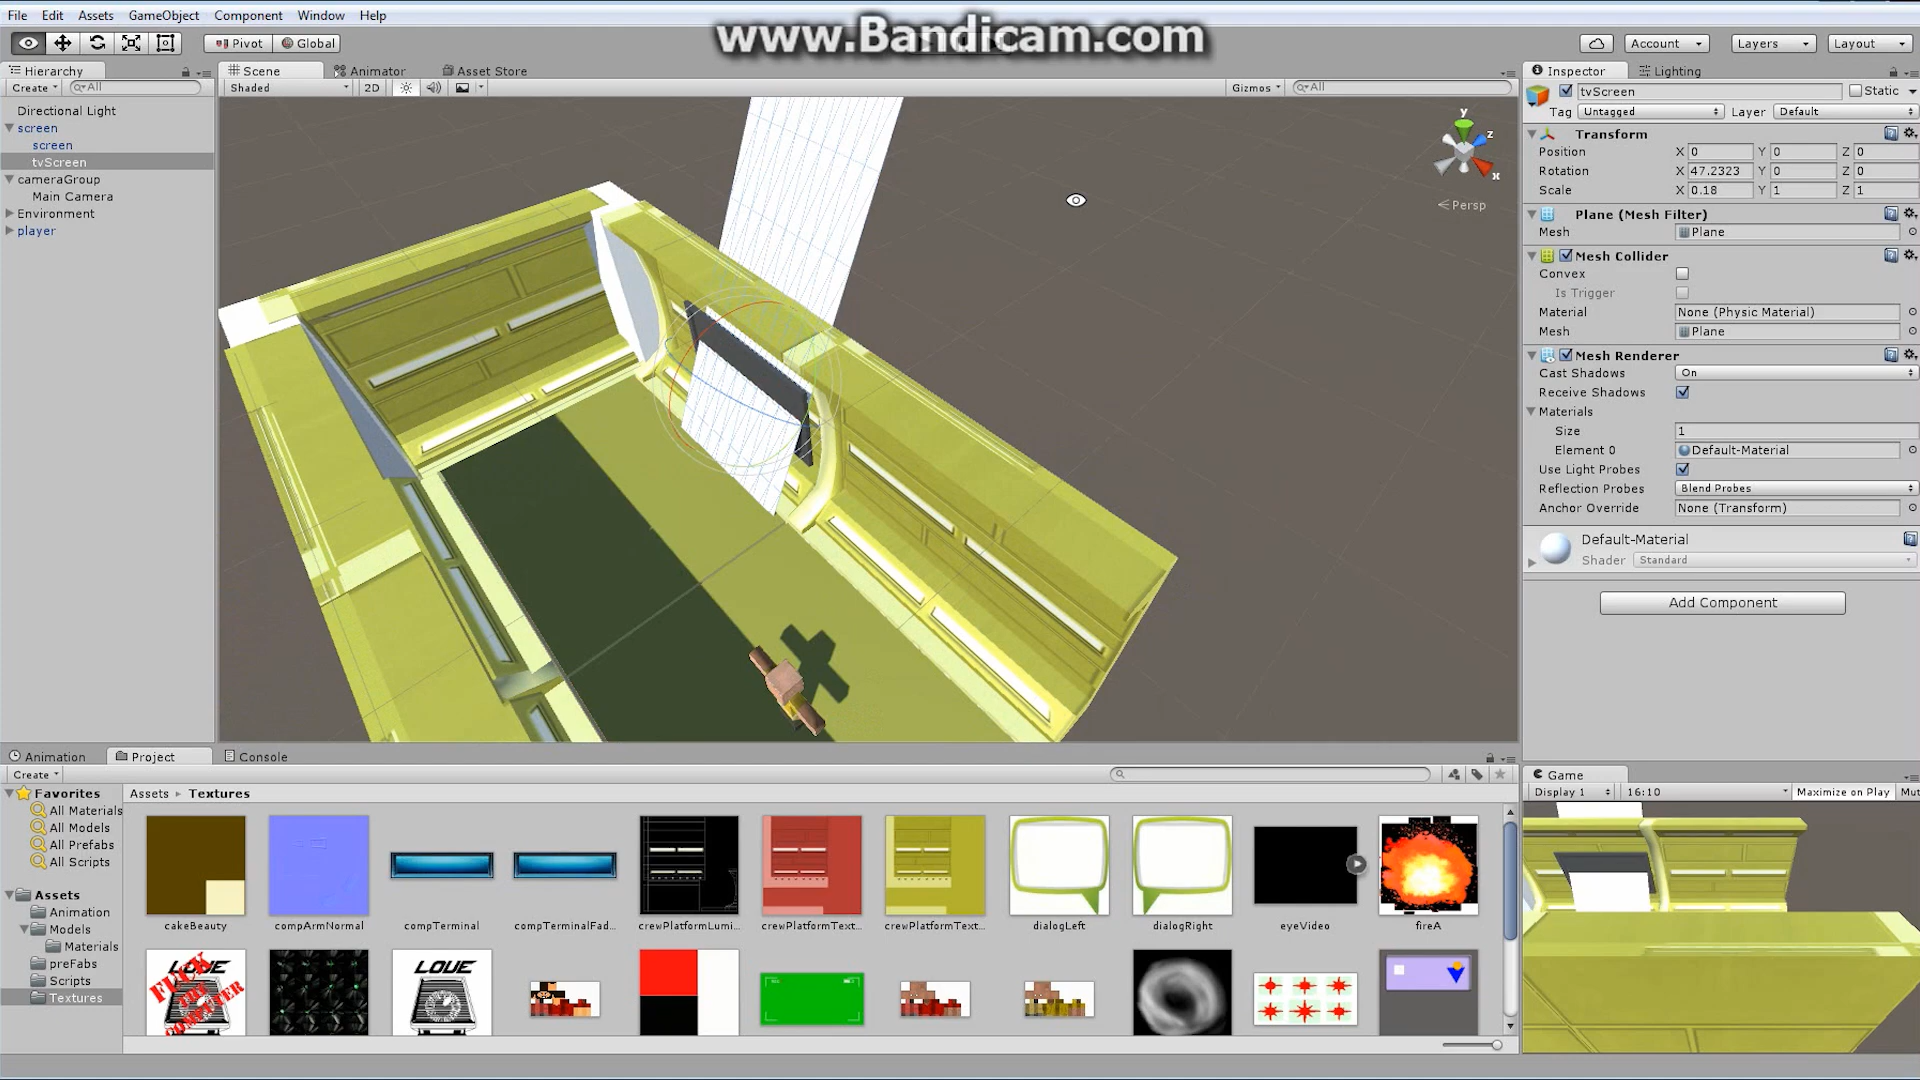 File Edit Assets GameObject Component Window Help
www.Bandicam.com
Pivot Global
Account Layers Layout
Hierarchy
Create All
Directional Light
screen
screen
tvScreen
cameraGroup
Main Camera
Environment
player
Scene Animator Asset Store
Shaded 2D Gizmos All
y
z
x
Persp
Inspector Lighting
tvScreen Static
Tag Untagged Layer Default
Transform
Position X 0 Y 0 Z 0
Rotation X 47.2323 Y 0 Z 0
Scale X 0.18 Y 1 Z 1
Plane (Mesh Filter)
Mesh Plane
Mesh Collider
Convex
Is Trigger
Material None (Physic Material)
Mesh Plane
Mesh Renderer
Cast Shadows On
Receive Shadows
Materials
Size 1
Element 0 Default-Material
Use Light Probes
Reflection Probes Blend Probes
Anchor Override None (Transform)
Default-Material
Shader Standard
Add Component
Animation Project Console
Create
Favorites
All Materials
All Models
All Prefabs
All Scripts
Assets
Animation
Models
Materials
preFabs
Scripts
Textures
Assets Textures
cakeBeauty compArmNormal compTerminal compTerminalFad... crewPlatformLumi... crewPlatformText... crewPlatformText... dialogLeft dialogRight eyeVideo fireA
LOVE
LOVE
Game
Display 1 16:10 Maximize on Play Mut